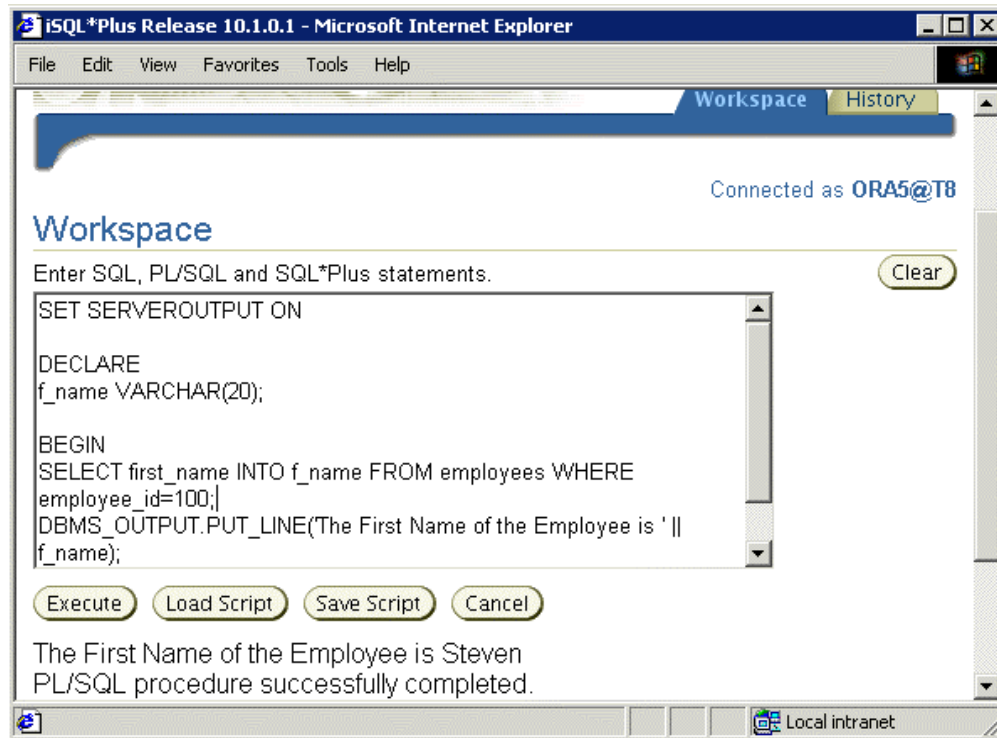 iSQL*Plus Release 10.1.0.1 - Microsoft Internet Explorer
File Edit View Favorites Tools Help
Workspace History
Connected as ORA5@T8
Workspace
Enter SQL, PL/SQL and SQL*Plus statements.
Clear
SET SERVEROUTPUT ON
DECLARE
f_name VARCHAR(20);
BEGIN
SELECT first_name INTO f_name FROM employees WHERE
employee_id=100;
DBMS_OUTPUT.PUT_LINE('The First Name of the Employee is ' ||
f_name);
Execute Load Script Save Script Cancel
The First Name of the Employee is Steven
PL/SQL procedure successfully completed.
Local intranet